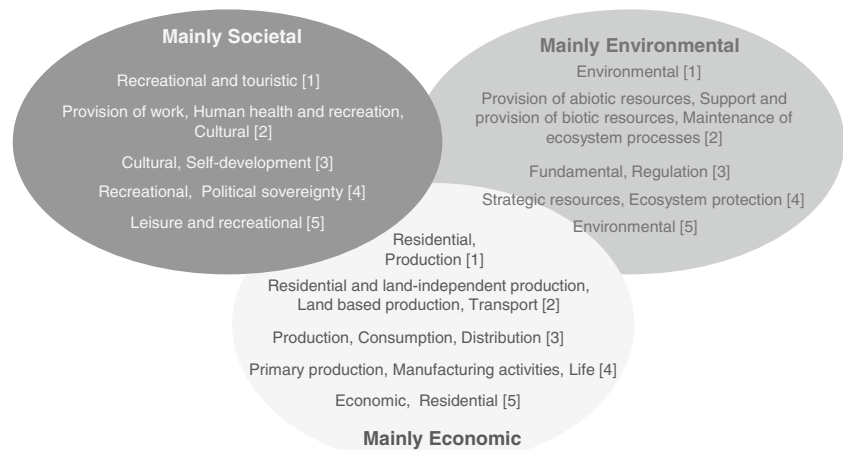 Mainly Societal
Recreational and touristic [1]
Provision of work, Human health and recreation,
Cultural [2]
Cultural, Self-development [3]
Recreational, Political sovereignty [4]
Leisure and recreational [5]
Mainly Environmental
Environmental [1]
Provision of abiotic resources, Support and
provision of biotic resources, Maintenance of
ecosystem processes [2]
Fundamental, Regulation [3]
Strategic resources, Ecosystem protection [4]
Environmental [5]
Residential,
Production [1]
Residential and land-independent production,
Land based production, Transport [2]
Production, Consumption, Distribution [3]
Primary production, Manufacturing activities, Life [4]
Economic, Residential [5]
Mainly Economic